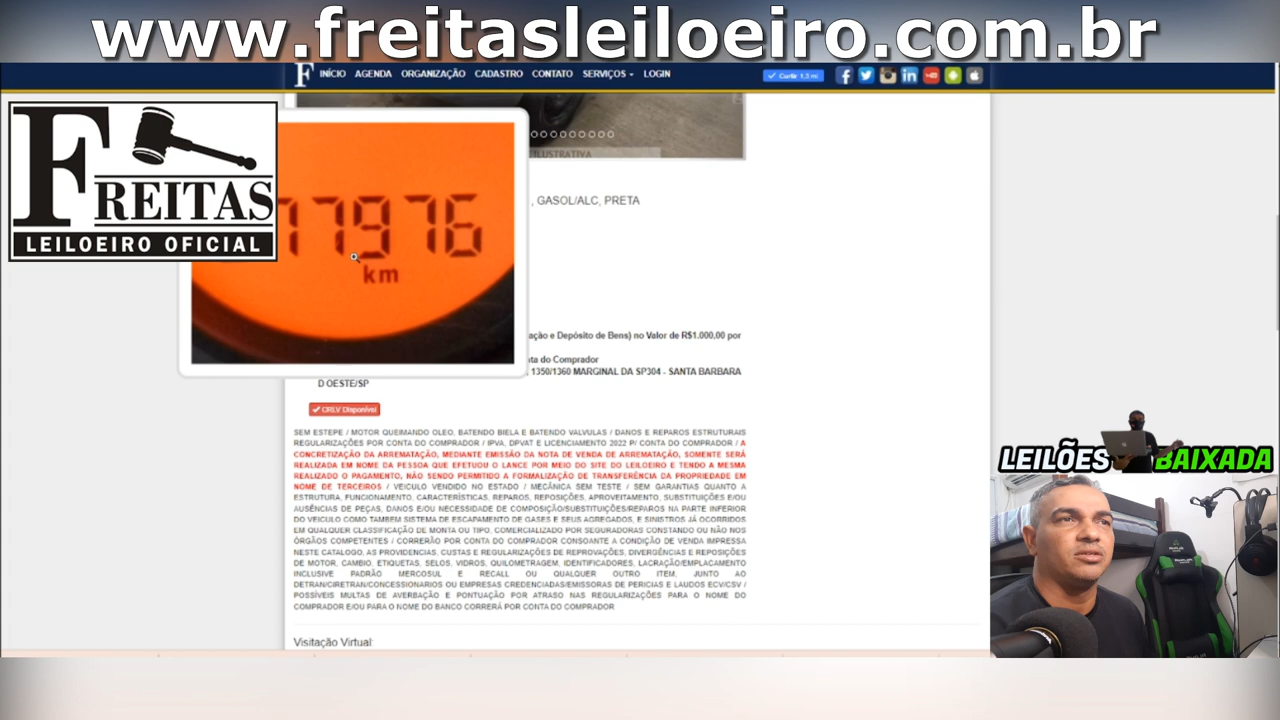 www.freitasleiloeiro.com.br
F INÍCIO AGENDA ORGANIZAÇÃO CADASTRO CONTATO SERVIÇOS LOGIN
Curtir 1,3 mi
FREITAS
LEILOEIRO OFICIAL
ILUSTRATIVA
, GASOL/ALC, PRETA
77976
km
ação e Depósito de Bens) no Valor de R$1.000,00 por
ta do Comprador
1350/1360 MARGINAL DA SP304 - SANTA BARBARA
D OESTE/SP
CRLV Disponível
SEM ESTEPE / MOTOR QUEIMANDO OLEO, BATENDO BIELA E BATENDO VALVULAS / DANOS E REPAROS ESTRUTURAIS
REGULARIZAÇÕES POR CONTA DO COMPRADOR / IPVA, DPVAT E LICENCIAMENTO 2022 P/ CONTA DO COMPRADOR / A
CONCRETIZAÇÃO DA ARREMATAÇÃO, MEDIANTE EMISSÃO DA NOTA DE VENDA DE ARREMATAÇÃO, SOMENTE SERÁ
REALIZADA EM NOME DA PESSOA QUE EFETUOU O LANCE POR MEIO DO SITE DO LEILOEIRO E TENDO A MESMA
REALIZADO O PAGAMENTO, NÃO SENDO PERMITIDO A FORMALIZAÇÃO DE TRANSFERÊNCIA DA PROPRIEDADE EM
NOME DE TERCEIROS / VEICULO VENDIDO NO ESTADO / MECÂNICA SEM TESTE / SEM GARANTIAS QUANTO A
ESTRUTURA, FUNCIONAMENTO, CARACTERÍSTICAS, REPAROS, REPOSIÇÕES, APROVEITAMENTO, SUBSTITUIÇÕES E/OU
AUSÊNCIAS DE PEÇAS, DANOS E/OU NECESSIDADE DE COMPOSIÇÃO/SUBSTITUIÇÕES/REPAROS NA PARTE INFERIOR
DO VEICULO COMO TAMBEM SISTEMA DE ESCAPAMENTO DE GASES E SEUS AGREGADOS, E SINISTROS JÁ OCORRIDOS
EM QUALQUER CLASSIFICAÇÃO DE MONTA OU TIPO, COMERCIALIZADO POR SEGURADORAS CONSTANDO OU NÃO NOS
ÓRGÃOS COMPETENTES / CORRERÃO POR CONTA DO COMPRADOR CONSOANTE A CONDIÇÃO DE VENDA IMPRESSA
NESTE CATALOGO, AS PROVIDENCIAS, CUSTAS E REGULARIZAÇÕES DE REPROVAÇÕES, DIVERGÊNCIAS E REPOSIÇÕES
DE MOTOR, CAMBIO, ETIQUETAS, SELOS, VIDROS, QUILOMETRAGEM, IDENTIFICADORES, LACRAÇÃO/EMPLACAMENTO
INCLUSIVE PADRÃO MERCOSUL E RECALL OU QUALQUER OUTRO ITEM, JUNTO AO
DETRAN/CIRETRAN/CONCESSIONARIOS OU EMPRESAS CREDENCIADAS/EMISSORAS DE PERICIAS E LAUDOS ECV/CSV /
POSSÍVEIS MULTAS DE AVERBAÇÃO E PONTUAÇÃO POR ATRASO NAS REGULARIZAÇÕES PARA O NOME DO
COMPRADOR E/OU PARA O NOME DO BANCO CORRERÁ POR CONTA DO COMPRADOR
Visitação Virtual:
LEILÕES BAIXADA